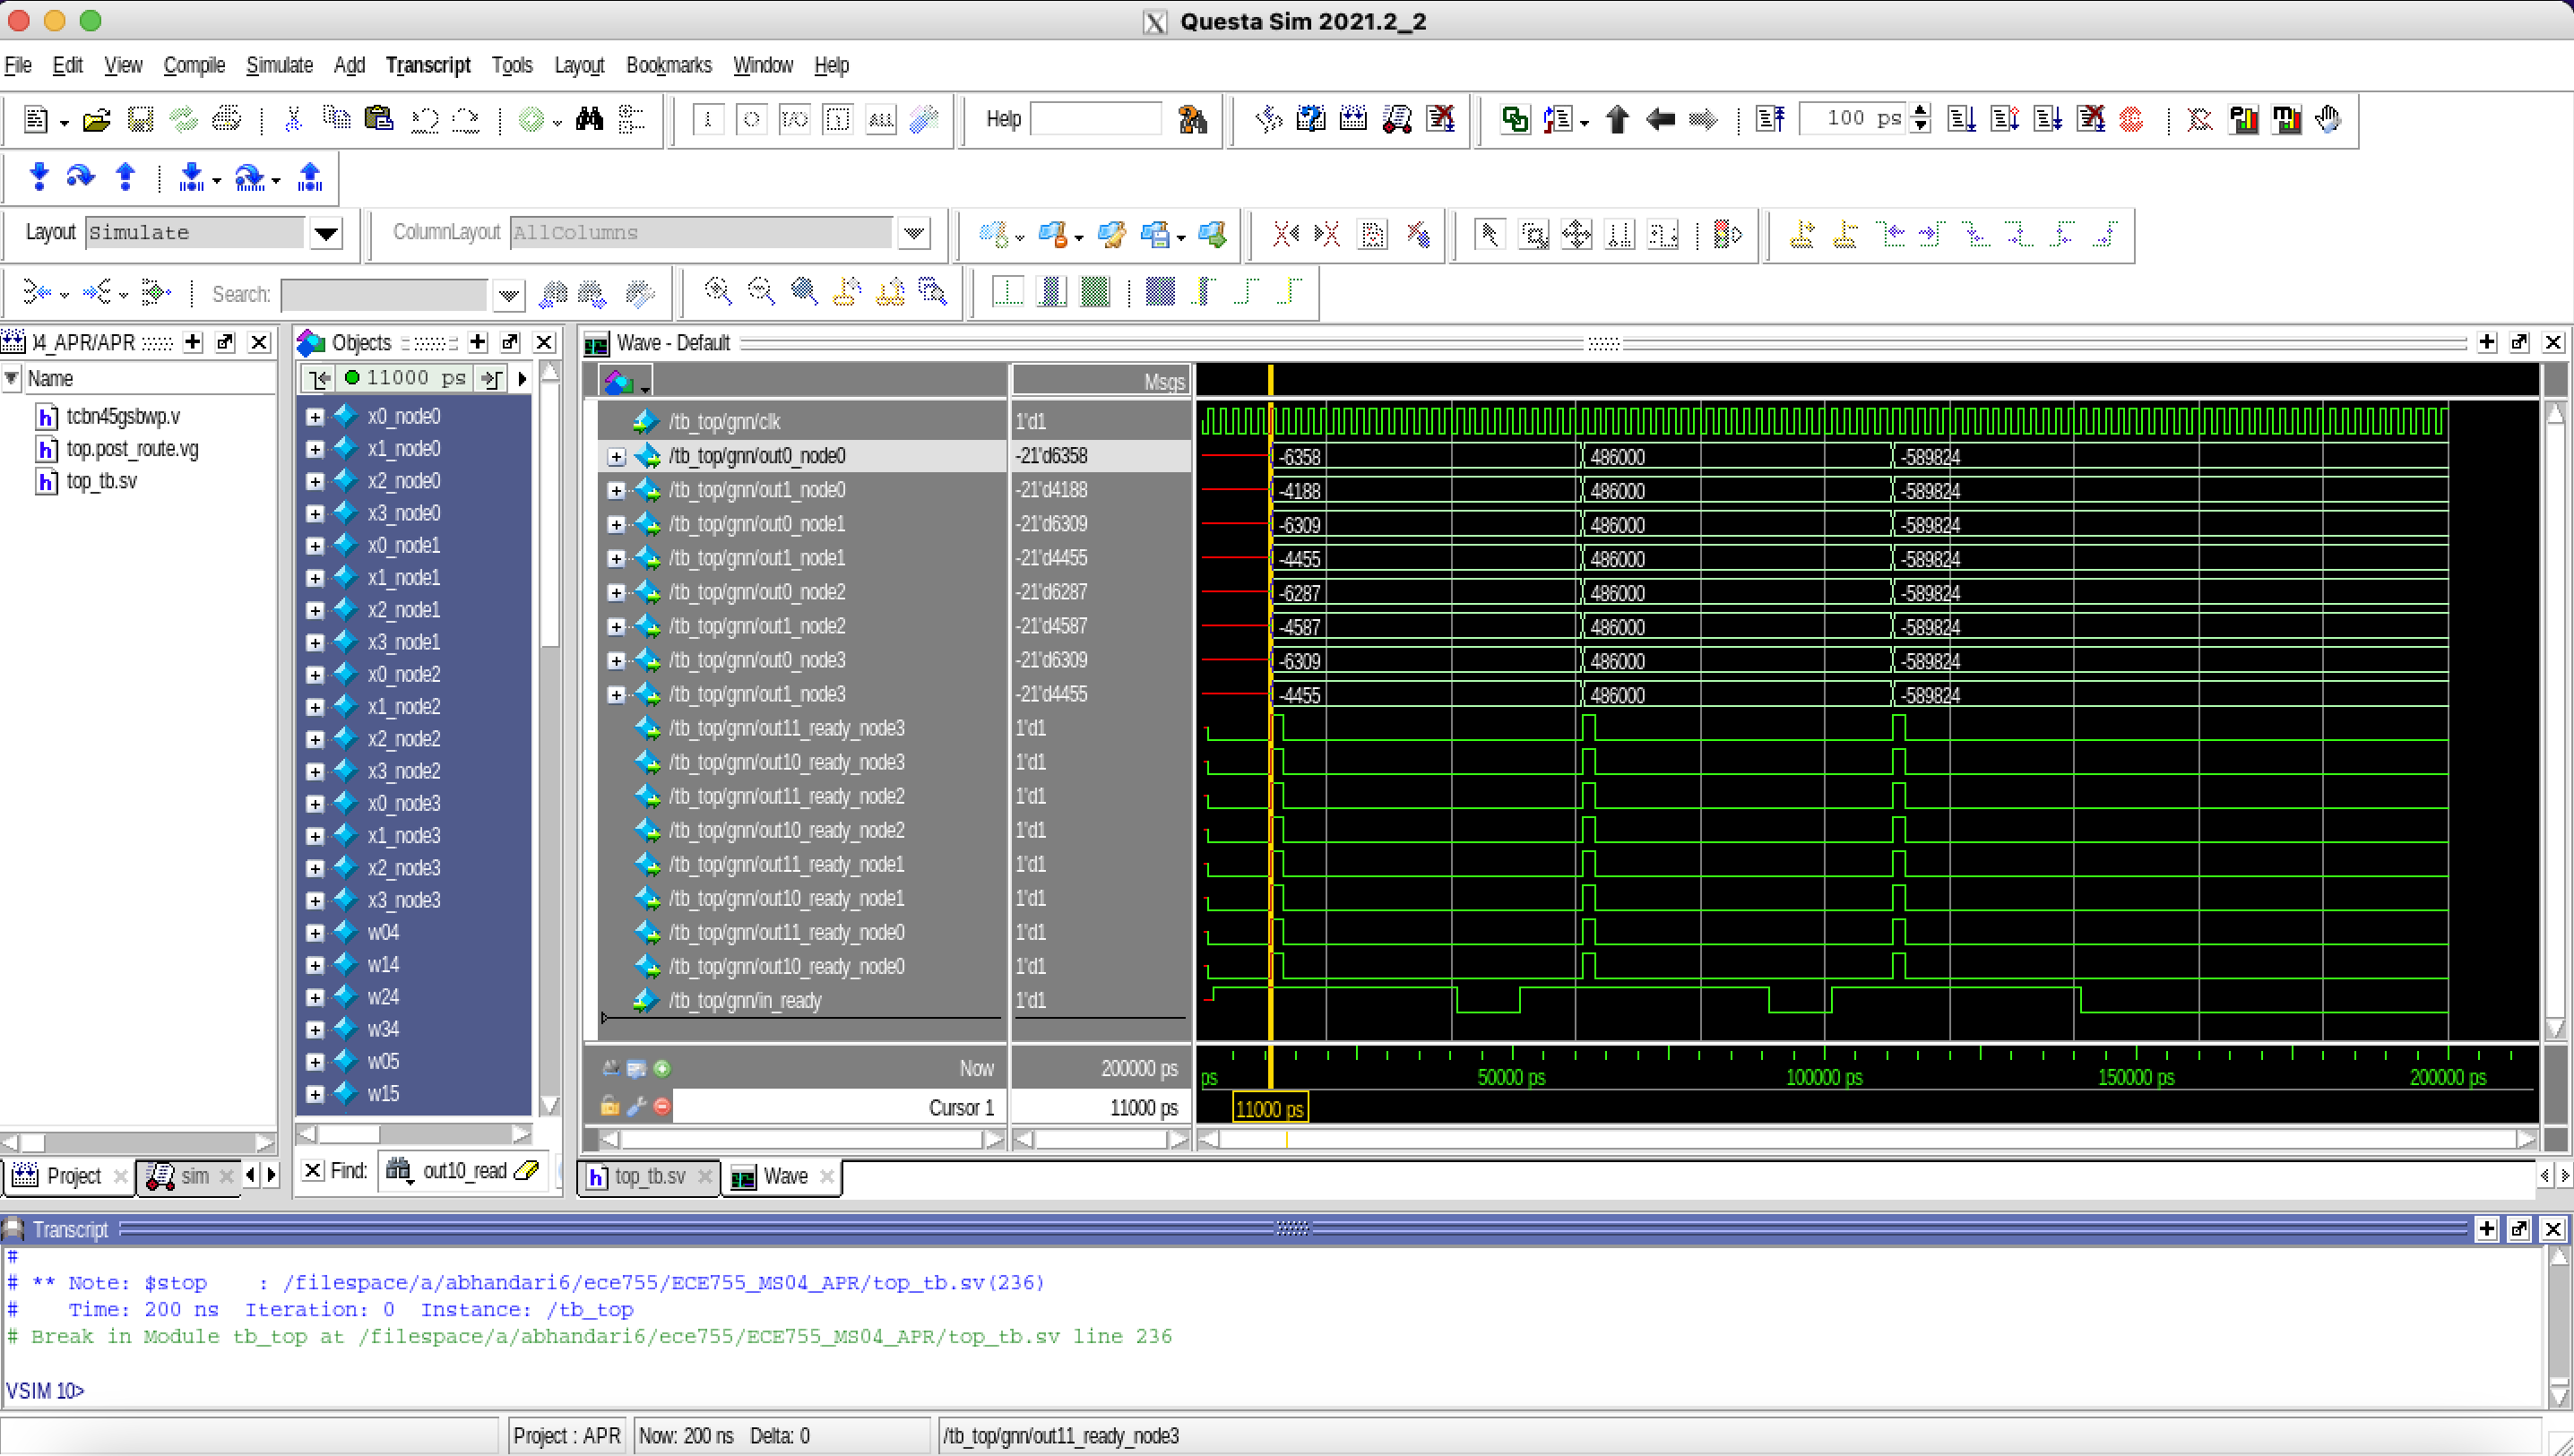 Questa Sim 2021.2_2
File Edit View Compile Simulate Add Transcript Tools Layout Bookmarks Window Help
Help 100 ps
Layout Simulate ColumnLayout AllColumns
Search:
)4_APR/APR
Name
tcbn45gsbwp.v
top.post_route.vg
top_tb.sv
Project sim
Objects
11000 ps
x0_node0
x1_node0
x2_node0
x3_node0
x0_node1
x1_node1
x2_node1
x3_node1
x0_node2
x1_node2
x2_node2
x3_node2
x0_node3
x1_node3
x2_node3
x3_node3
w04
w14
w24
w34
w05
w15
Find: out10_read
Wave - Default
Msgs
/tb_top/gnn/clk 1'd1
/tb_top/gnn/out0_node0 -21'd6358 -6358 486000 -589824
/tb_top/gnn/out1_node0 -21'd4188 -4188 486000 -589824
/tb_top/gnn/out0_node1 -21'd6309 -6309 486000 -589824
/tb_top/gnn/out1_node1 -21'd4455 -4455 486000 -589824
/tb_top/gnn/out0_node2 -21'd6287 -6287 486000 -589824
/tb_top/gnn/out1_node2 -21'd4587 -4587 486000 -589824
/tb_top/gnn/out0_node3 -21'd6309 -6309 486000 -589824
/tb_top/gnn/out1_node3 -21'd4455 -4455 486000 -589824
/tb_top/gnn/out11_ready_node3 1'd1
/tb_top/gnn/out10_ready_node3 1'd1
/tb_top/gnn/out11_ready_node2 1'd1
/tb_top/gnn/out10_ready_node2 1'd1
/tb_top/gnn/out11_ready_node1 1'd1
/tb_top/gnn/out10_ready_node1 1'd1
/tb_top/gnn/out11_ready_node0 1'd1
/tb_top/gnn/out10_ready_node0 1'd1
/tb_top/gnn/in_ready 1'd1
Now 200000 ps ps 50000 ps 100000 ps 150000 ps 200000 ps
Cursor 1 11000 ps 11000 ps
top_tb.sv Wave
Transcript
#
# ** Note: $stop    : /filespace/a/abhandari6/ece755/ECE755_MS04_APR/top_tb.sv(236)
#    Time: 200 ns  Iteration: 0  Instance: /tb_top
# Break in Module tb_top at /filespace/a/abhandari6/ece755/ECE755_MS04_APR/top_tb.sv line 236
VSIM 10>
Project : APR Now: 200 ns Delta: 0 /tb_top/gnn/out11_ready_node3